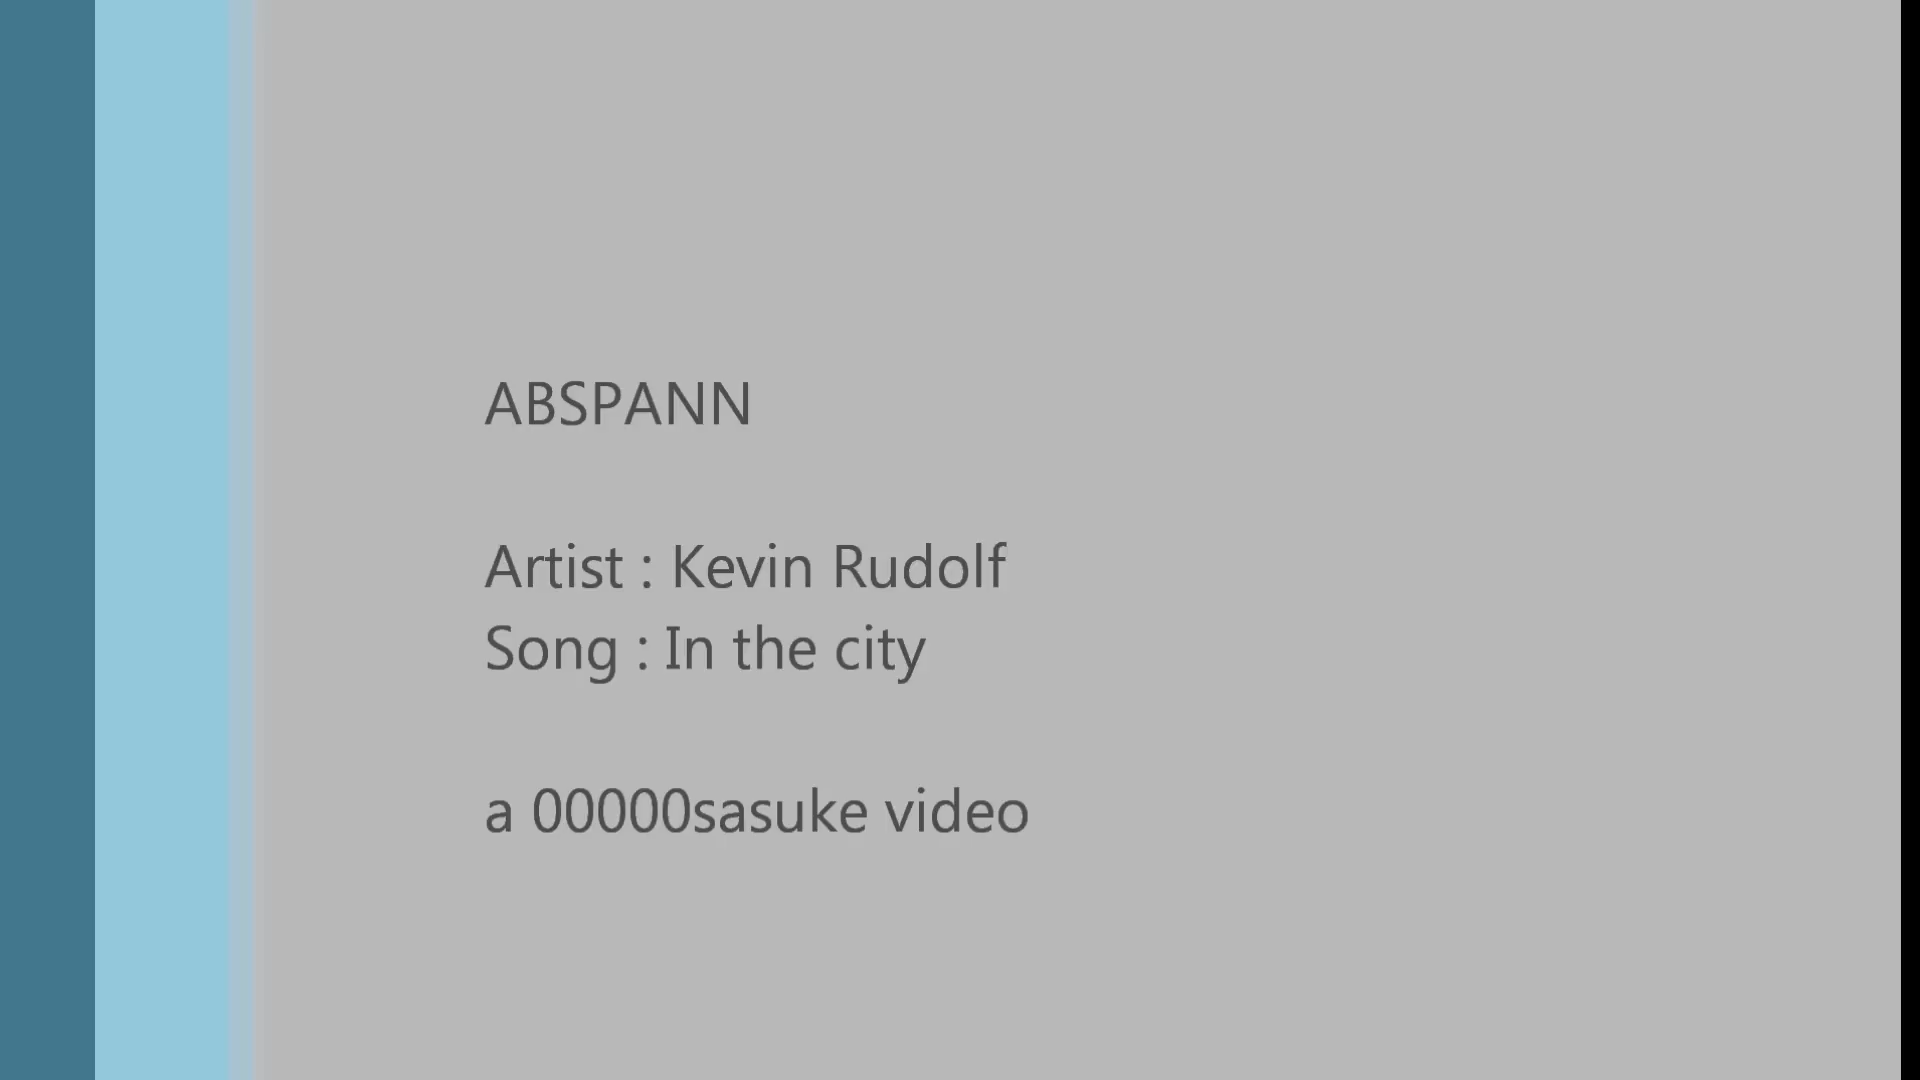 ABSPANN
Artist : Kevin Rudolf
Song : In the city
a 00000sasuke video